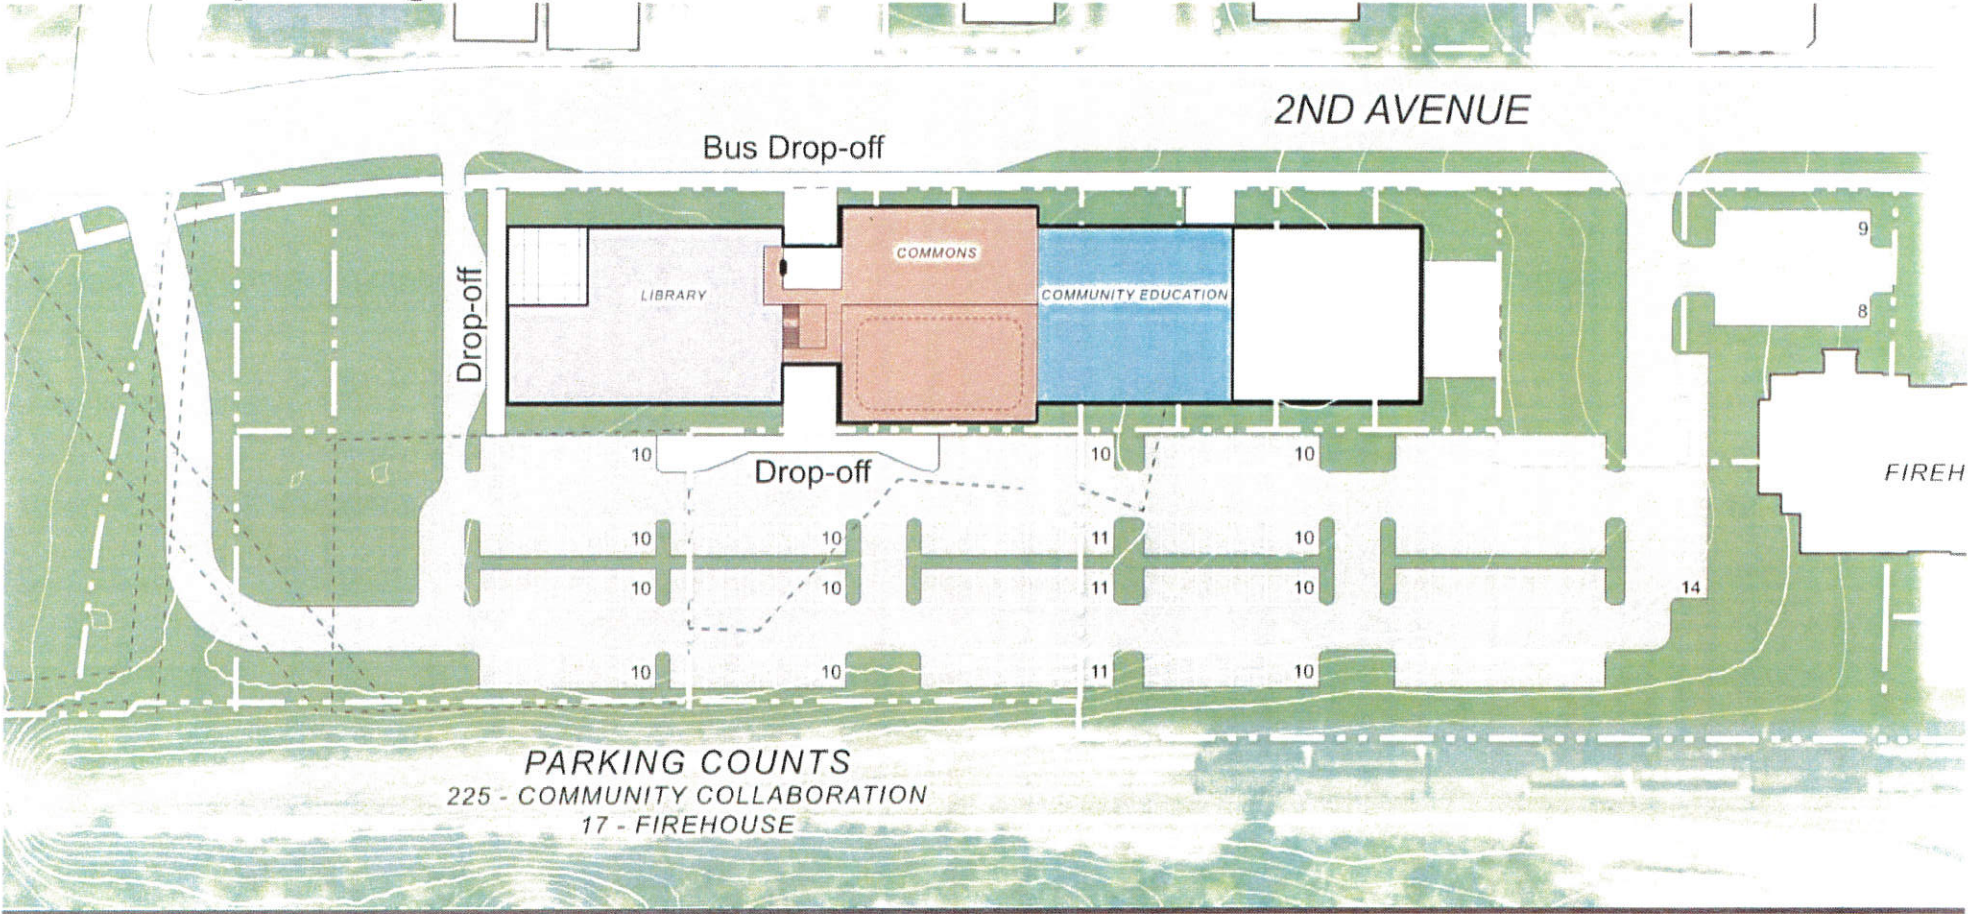 2ND AVENUE
Bus Drop-off
9
COMMONS
Drop-off
LIBRARY
COMMUNITY EDUCATION
8
10
10
10
Drop-off
FIREH
10
10
11
10
10
10
11
10
14
10
10
11
10
PARKING COUNTS
225 - COMMUNITY COLLABORATION
17 - FIREHOUSE